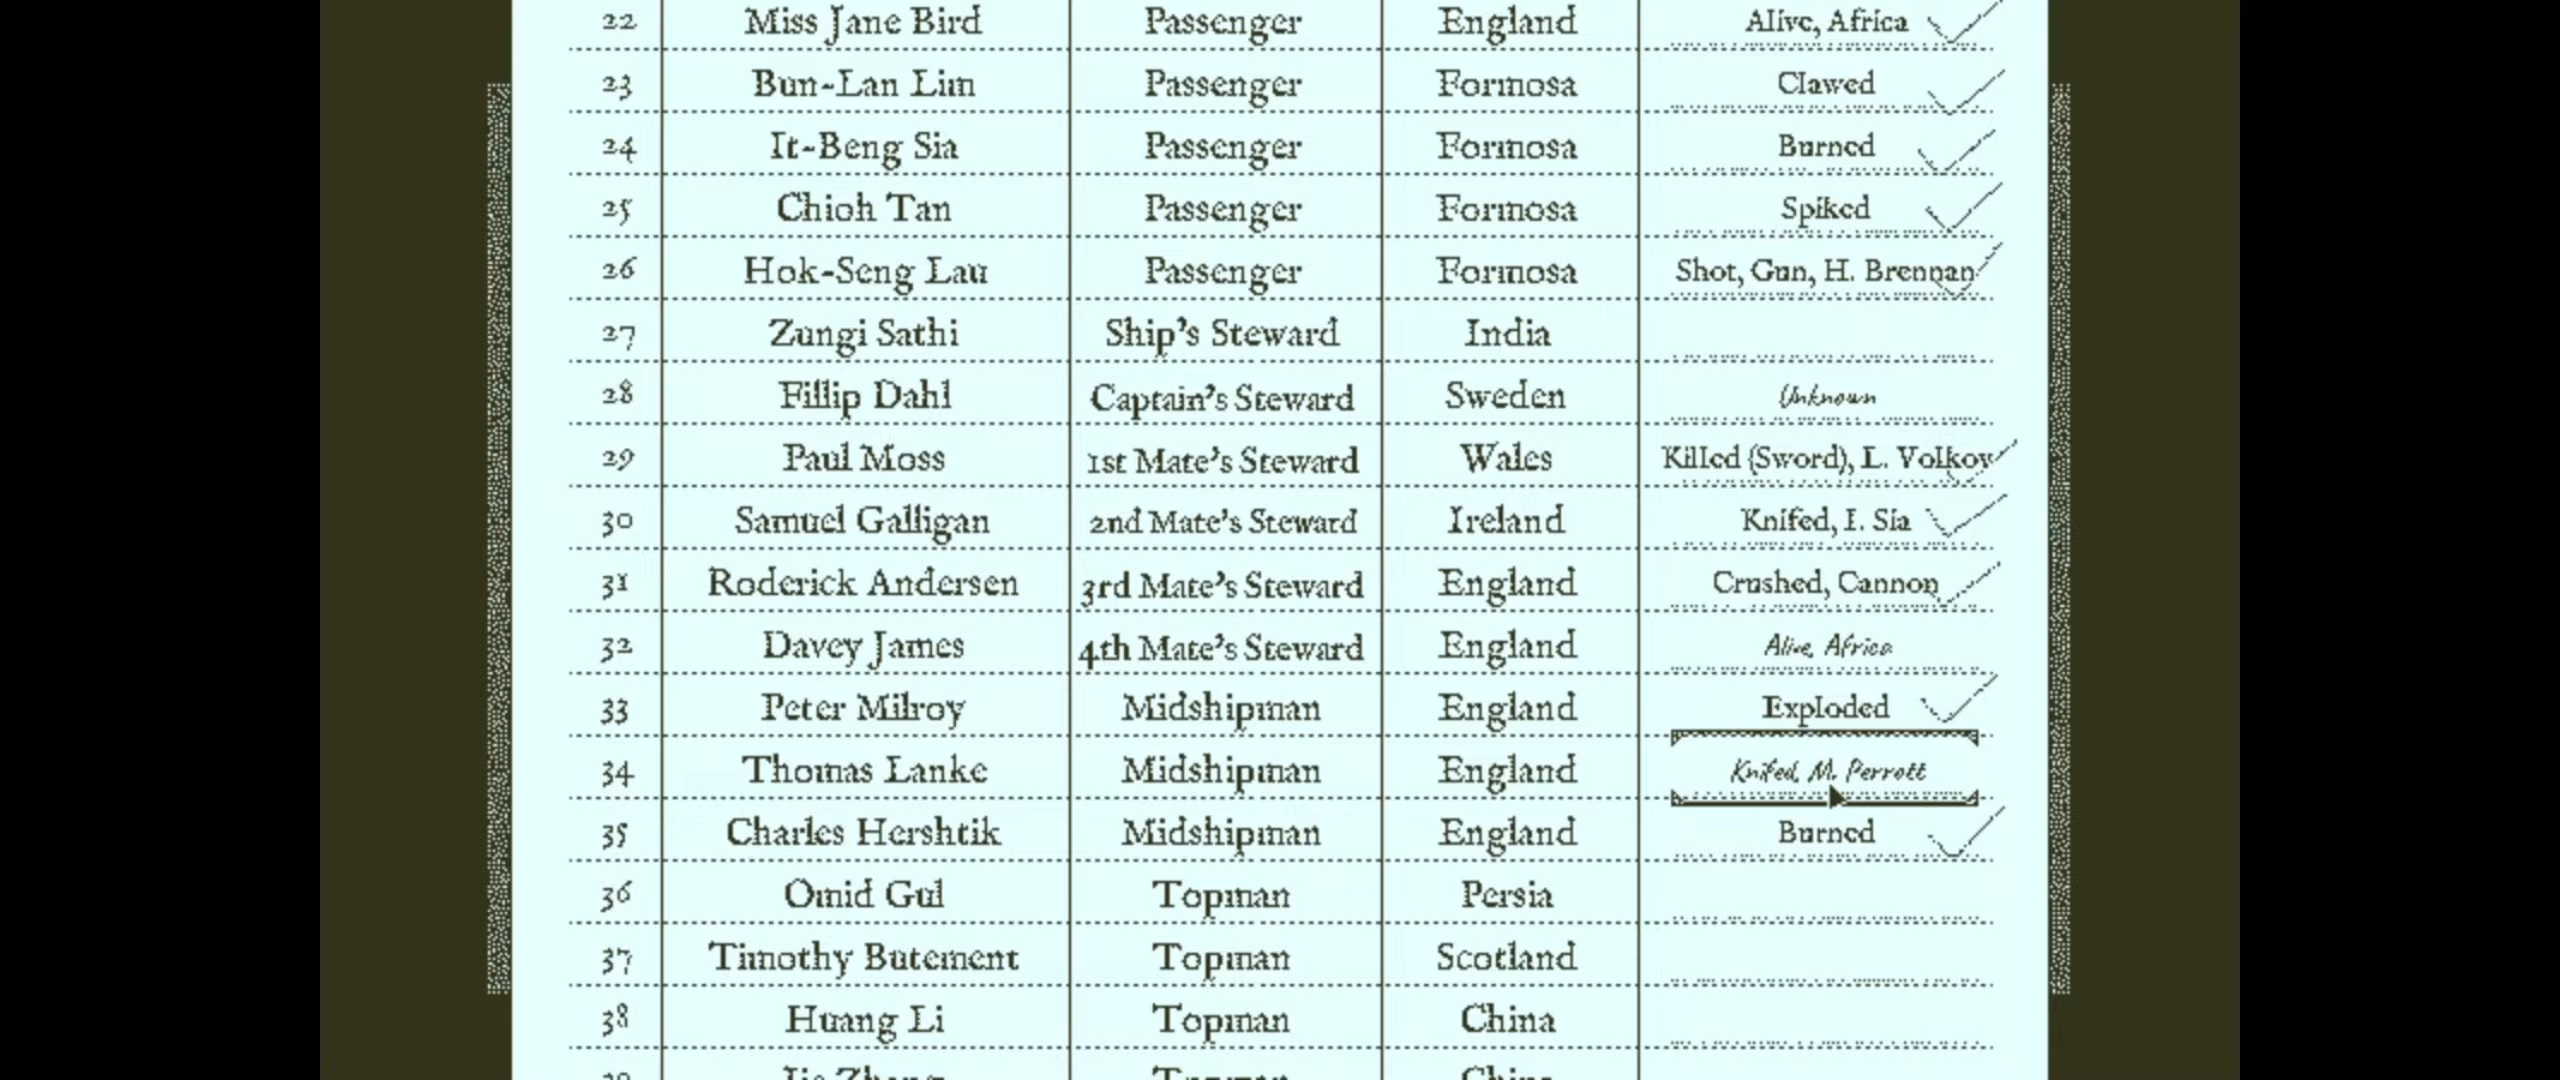 22 Miss Jane Bird Passenger England Alive, Africa
23 Bun-Lan Lim Passenger Formosa Clawed
24 It-Beng Sia Passenger Formosa Burned
25 Chioh Tan Passenger Formosa Spiked
26 Hok-Seng Lau Passenger Formosa Shot, Gun, H. Brennan
27 Zungi Sathi Ship's Steward India
28 Fillip Dahl Captain's Steward Sweden Unknown
29 Paul Moss 1st Mate's Steward Wales Killed (Sword), L. Volkov
30 Samuel Galligan 2nd Mate's Steward Ireland Knifed, I. Sia
31 Roderick Andersen 3rd Mate's Steward England Crushed, Cannon
32 Davey James 4th Mate's Steward England Alive, Africa
33 Peter Milroy Midshipman England Exploded
34 Thomas Lanke Midshipman England Knifed, M. Perrott
35 Charles Hershtik Midshipman England Burned
36 Omid Gul Topman Persia
37 Timothy Butement Topman Scotland
38 Huang Li Topman China